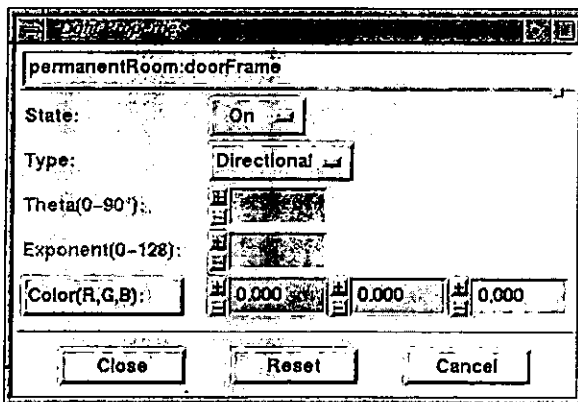 permanentRoom:doorFrame
State: On
Type: Directional
Theta(0-90°):
Exponent(0-128):
Color(R,G,B): 0.000 0.000 0.000
Close Reset Cancel